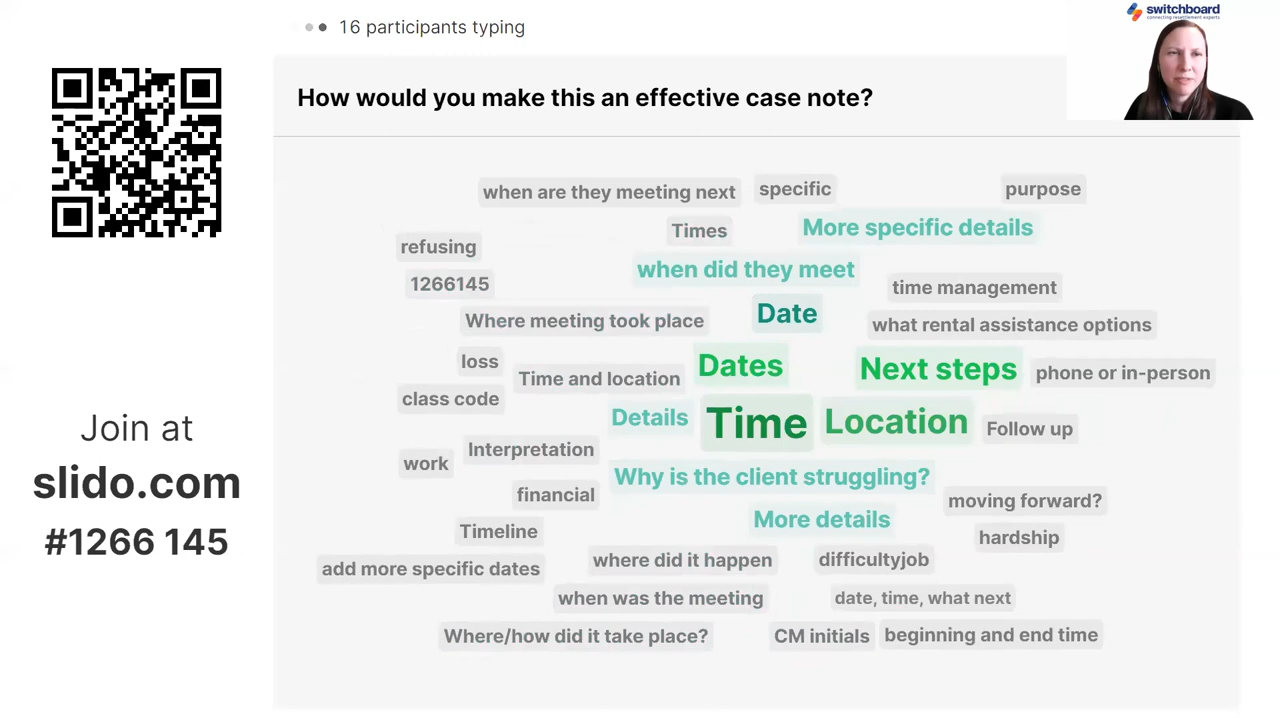 16 participants typing
switchboard
connecting resettlement experts
How would you make this an effective case note?
when are they meeting next
specific
purpose
Times
More specific details
refusing
when did they meet
1266145
time management
Where meeting took place
Date
what rental assistance options
loss
Time and location
Dates
Next steps
phone or in-person
class code
Details
Time
Location
Follow up
work
Interpretation
Why is the client struggling?
financial
moving forward?
Timeline
More details
hardship
add more specific dates
where did it happen
difficultyjob
when was the meeting
date, time, what next
Where/how did it take place?
CM initials
beginning and end time
Join at
slido.com
#1266 145